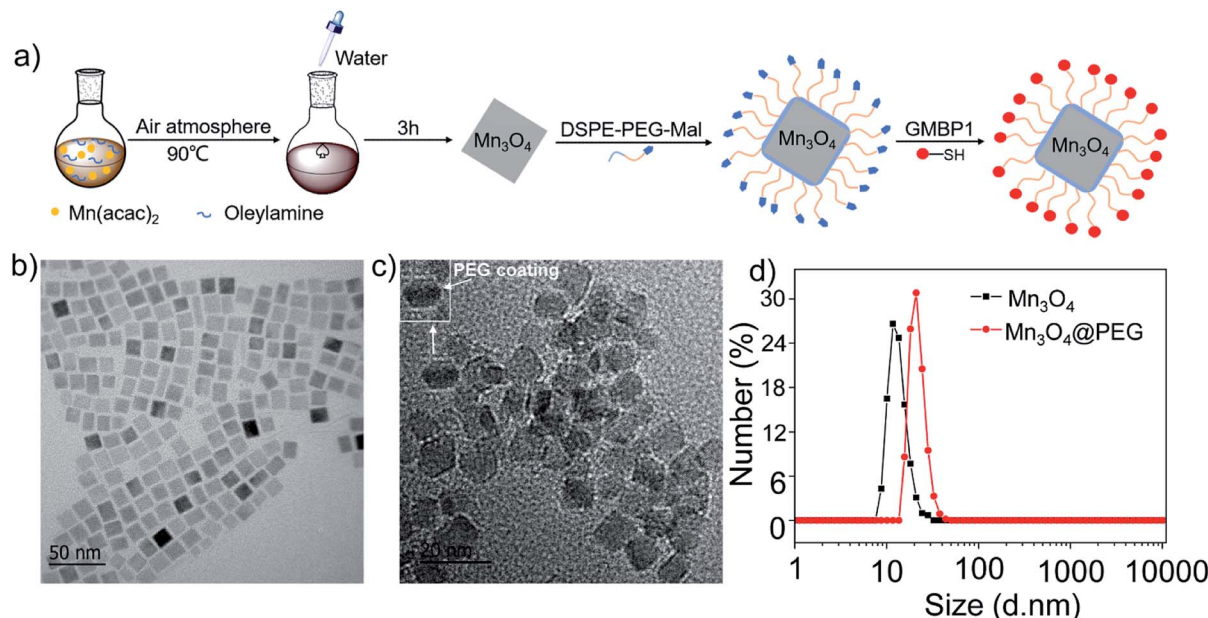 a)
Water
Air atmosphere
90℃
3h
Mn₃O₄
DSPE-PEG-Mal
Mn₃O₄
GMBP1
SH
Mn₃O₄
Mn(acac)₂
Oleylamine
b)
50 nm
c)
PEG coating
20 nm
d)
Number (%)
30
24
18
12
6
0
Mn₃O₄
Mn₃O₄@PEG
1
10
100
1000
10000
Size (d.nm)